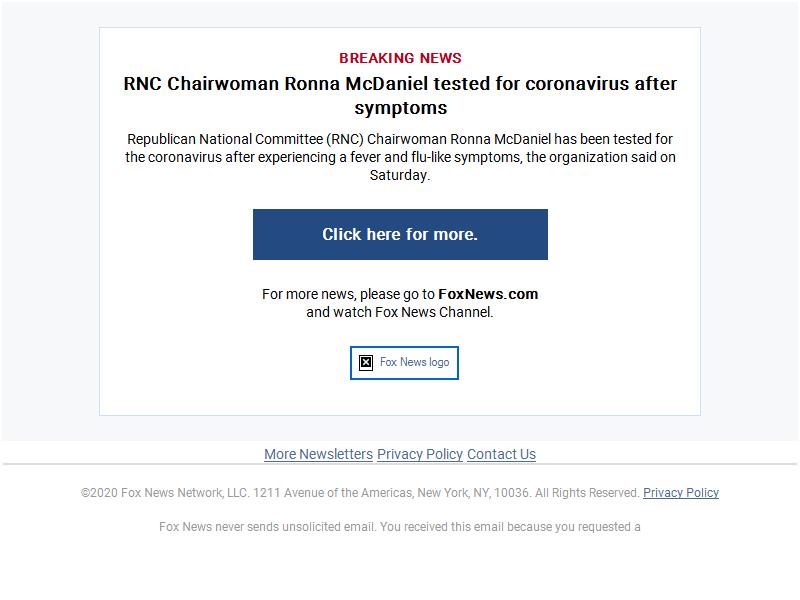 BREAKING NEWS
RNC Chairwoman Ronna McDaniel tested for coronavirus after
symptoms
Republican National Committee (RNC) Chairwoman Ronna McDaniel has been tested for
the coronavirus after experiencing a fever and flu-like symptoms, the organization said on
Saturday.
Click here for more.
For more news, please go to FoxNews.com
and watch Fox News Channel.
Fox News logo
More Newsletters Privacy Policy Contact Us
©2020 Fox News Network, LLC. 1211 Avenue of the Americas, New York, NY, 10036. All Rights Reserved. Privacy Policy
Fox News never sends unsolicited email. You received this email because you requested a